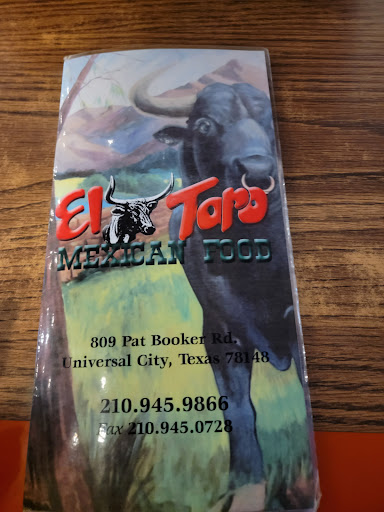 El Toro
MEXICAN FOOD
809 Pat Booker Rd.
Universal City, Texas 78148
210.945.9866
Fax 210.945.0728